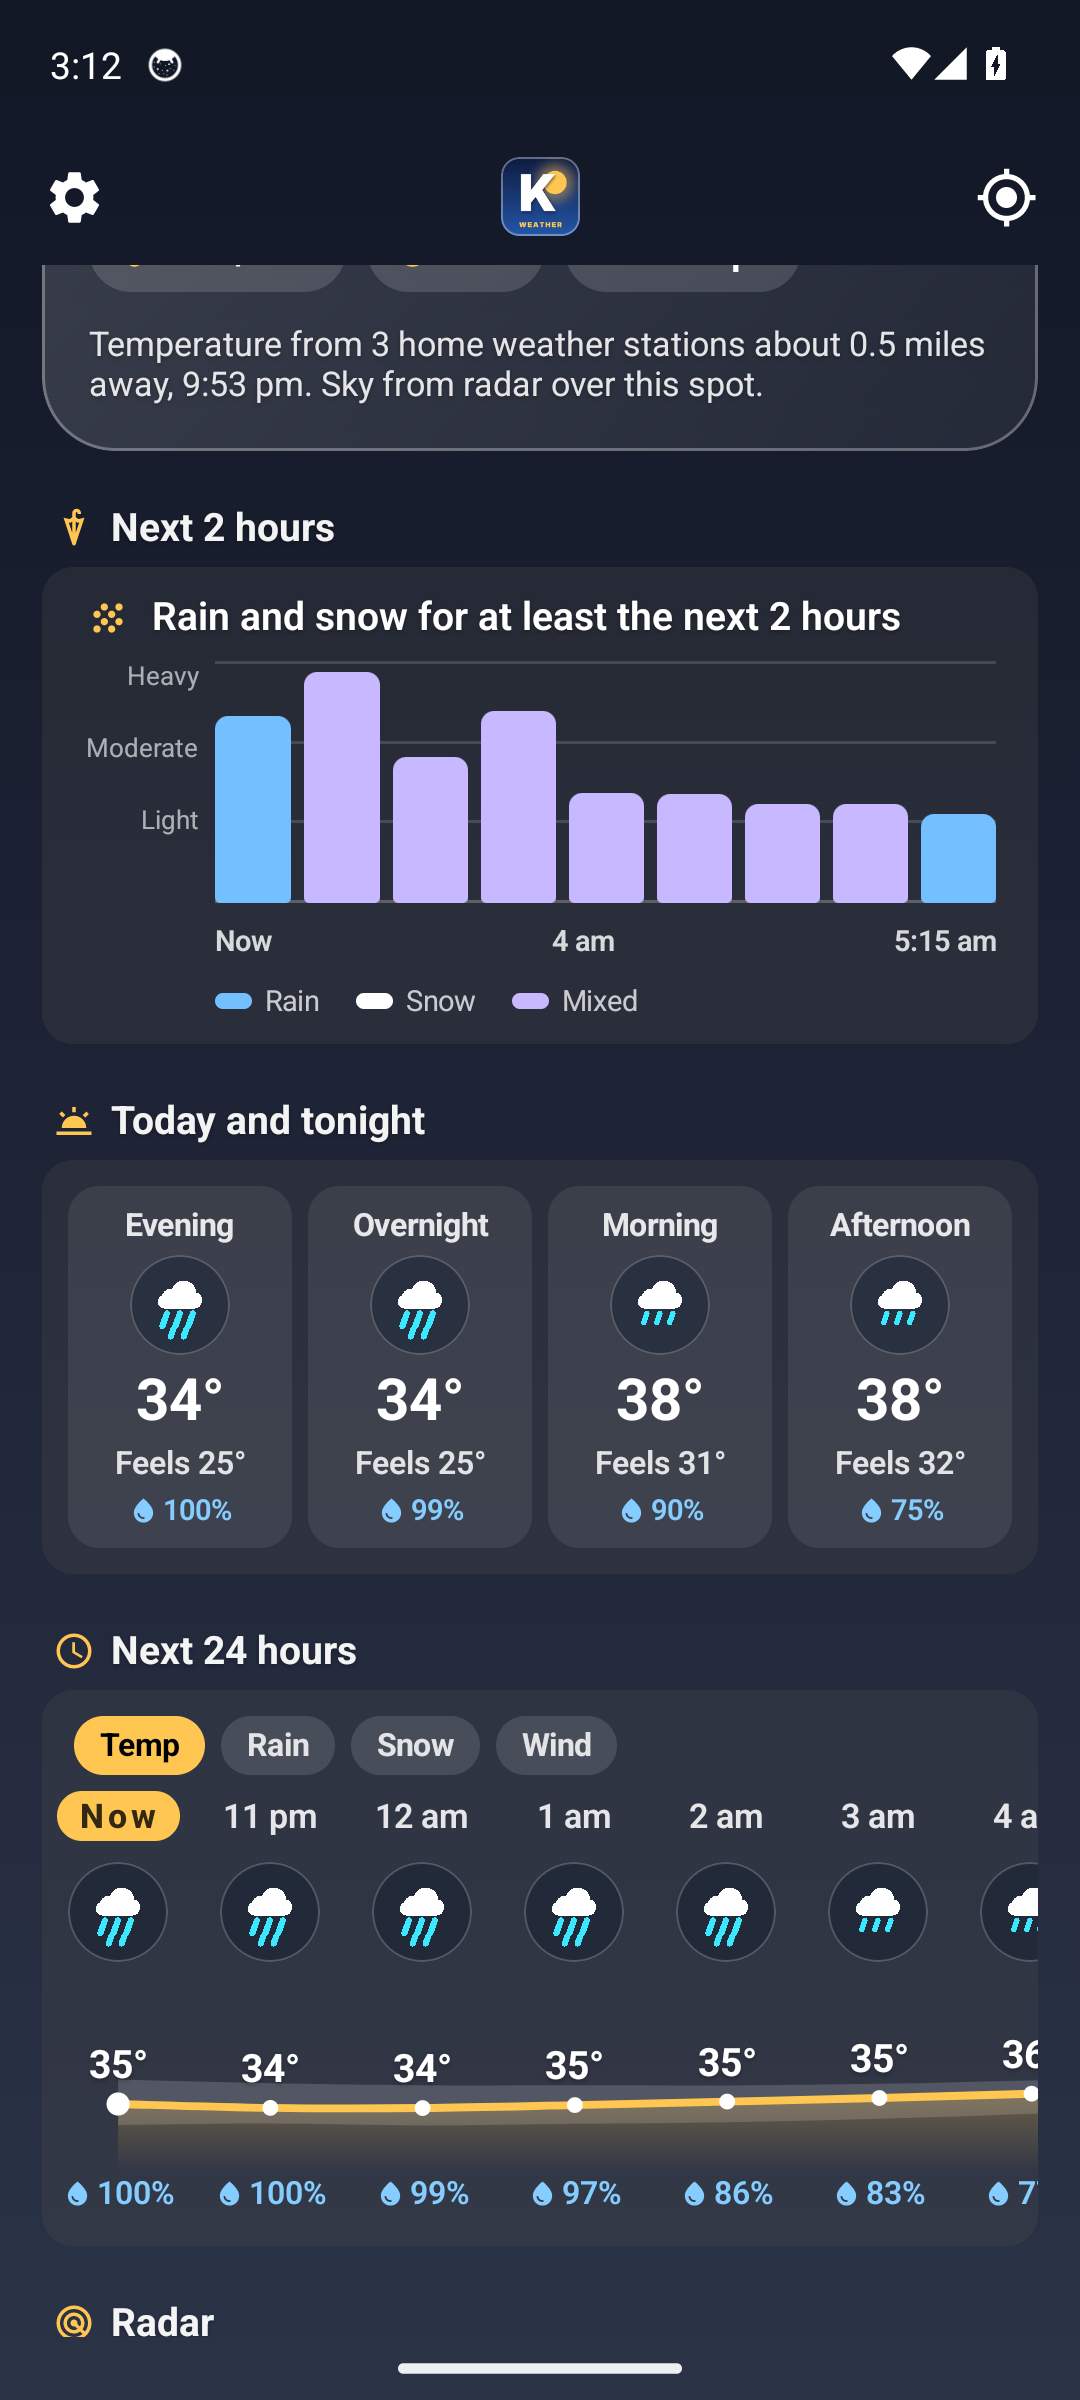 3:12
K
WEATHER
Temperature from 3 home weather stations about 0.5 miles
away, 9:53 pm. Sky from radar over this spot.
Next 2 hours
Rain and snow for at least the next 2 hours
Heavy
Moderate
Light
Now 4 am 5:15 am
Rain Snow Mixed
Today and tonight
Evening Overnight Morning Afternoon
34° 34° 38° 38°
Feels 25° Feels 25° Feels 31° Feels 32°
100% 99% 90% 75%
Next 24 hours
Temp Rain Snow Wind
Now 11 pm 12 am 1 am 2 am 3 am 4 a
35° 34° 34° 35° 35° 35° 36
100% 100% 99% 97% 86% 83% 7
Radar